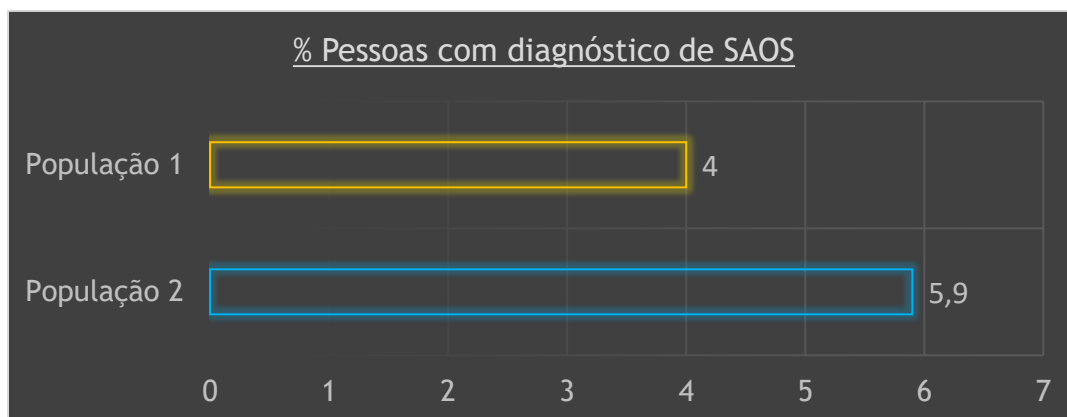 % Pessoas com diagnóstico de SAOS
População 1
4
População 2
5,9
0 1 2 3 4 5 6 7